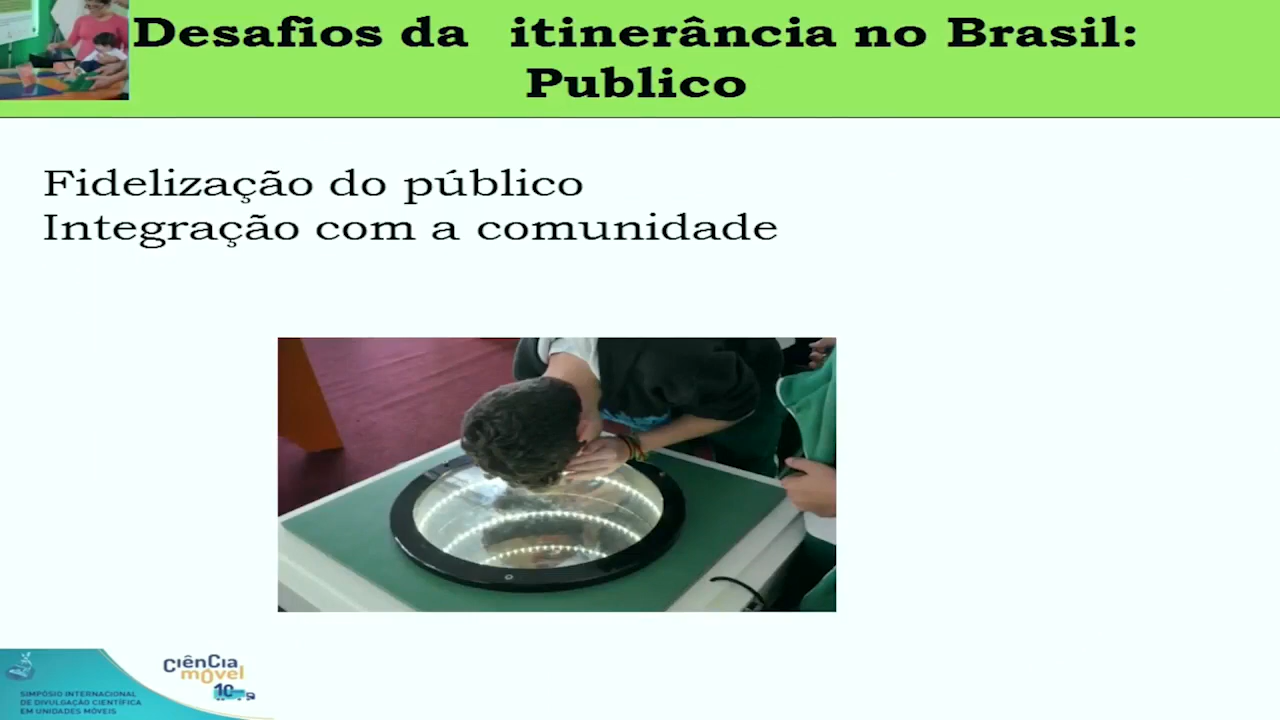 Desafios da itinerância no Brasil:
Publico
Fidelização do público
Integração com a comunidade
SIMPÓSIO INTERNACIONAL
DE DIVULGAÇÃO CIENTÍFICA
EM UNIDADES MÓVEIS
CiênCia
móvel
10